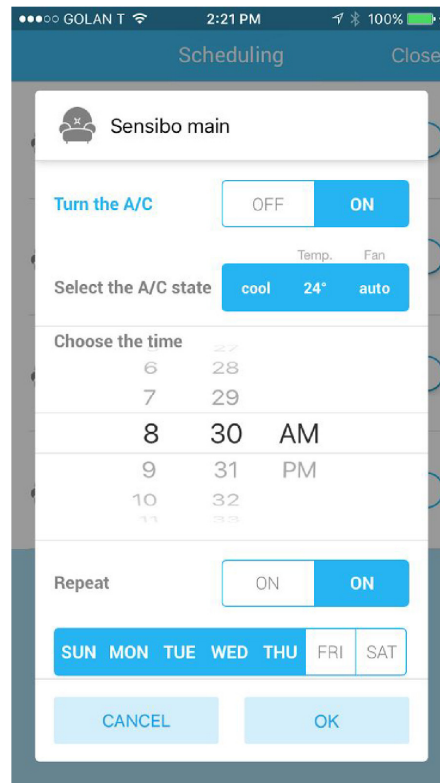 GOLAN T 2:21 PM 100%
Scheduling Close
Sensibo main
Turn the A/C OFF ON
Temp. Fan
Select the A/C state cool 24° auto
Choose the time
6 28
7 29
8 30 AM
9 31 PM
10 32
11 33
Repeat ON ON
SUN MON TUE WED THU FRI SAT
CANCEL OK